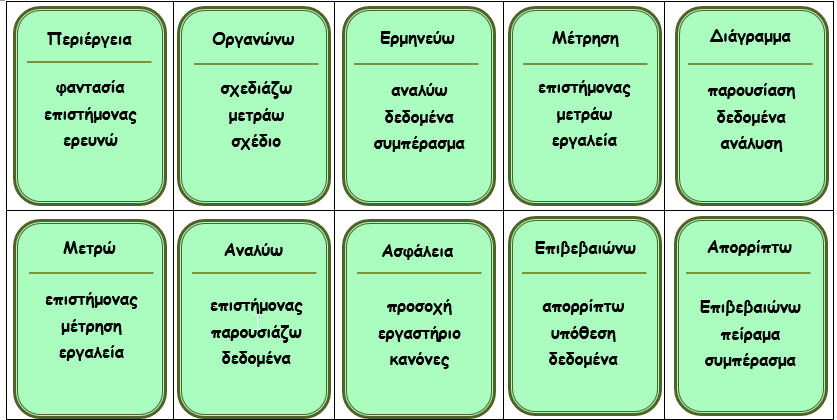 Περιέργεια
φαντασία
επιστήμονας
ερευνώ
Οργανώνω
σχεδιάζω
μετράω
σχέδιο
Ερμηνεύω
αναλύω
δεδομένα
συμπέρασμα
Μέτρηση
επιστήμονας
μετράω
εργαλεία
Διάγραμμα
παρουσίαση
δεδομένα
ανάλυση
Μετρώ
επιστήμονας
μέτρηση
εργαλεία
Αναλύω
επιστήμονας
παρουσιάζω
δεδομένα
Ασφάλεια
προσοχή
εργαστήριο
κανόνες
Επιβεβαιώνω
απορρίπτω
υπόθεση
δεδομένα
Απορρίπτω
Επιβεβαιώνω
πείραμα
συμπέρασμα